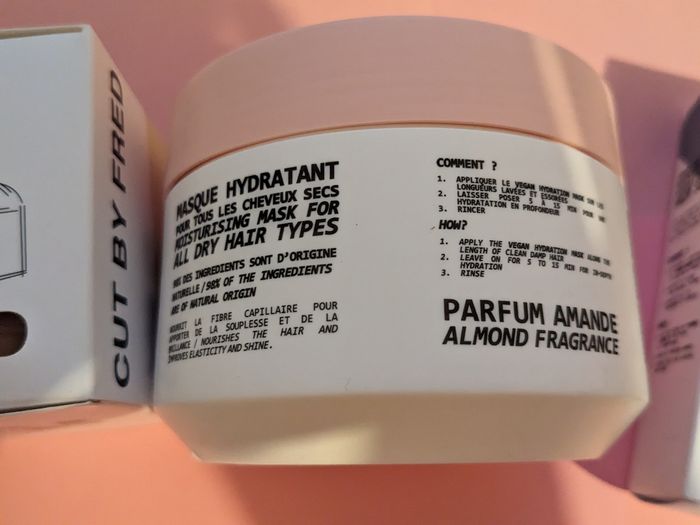 CUT BY FRED
MASQUE HYDRATANT
POUR TOUS LES CHEVEUX SECS
MOISTURISING MASK FOR
ALL DRY HAIR TYPES
98% DES INGREDIENTS SONT D'ORIGINE
NATURELLE / 98% OF THE INGREDIENTS
ARE OF NATURAL ORIGIN
NOURRIT LA FIBRE CAPILLAIRE POUR
APPORTER DE LA SOUPLESSE ET DE LA
BRILLANCE / NOURISHES THE HAIR AND
IMPROVES ELASTICITY AND SHINE.
COMMENT ?
1. APPLIQUER LE VEGAN HYDRATION MASK SUR LES
LONGUEURS LAVÉES ET ESSORÉES
2. LAISSER POSER 5 À 15 MIN POUR UNE
HYDRATATION EN PROFONDEUR
3. RINCER
HOW?
1. APPLY THE VEGAN HYDRATION MASK ALONG THE
LENGTH OF CLEAN DAMP HAIR
2. LEAVE ON FOR 5 TO 15 MIN FOR IN-DEPTH
HYDRATION
3. RINSE
PARFUM AMANDE
ALMOND FRAGRANCE